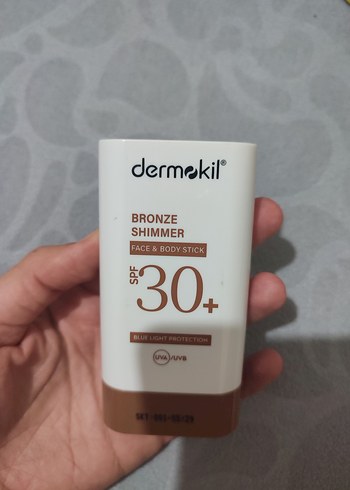 dermokil®
BRONZE
SHIMMER
FACE & BODY STICK
SPF 30+
BLUE LIGHT PROTECTION
UVA/UVB